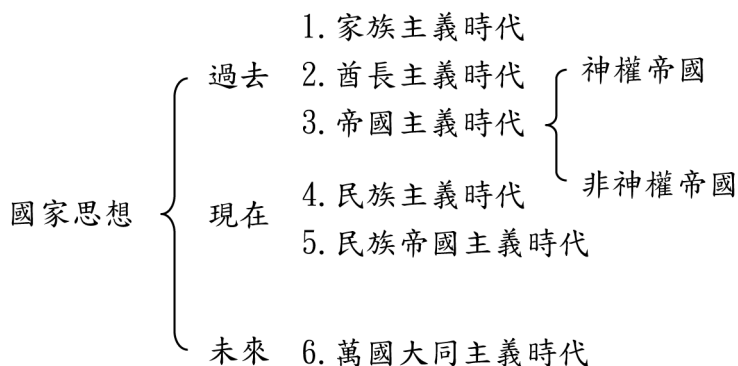 1. 家族主義時代
過去 2. 酋長主義時代 神權帝國
3. 帝國主義時代
非神權帝國
國家思想 現在 4. 民族主義時代
5. 民族帝國主義時代
未來 6. 萬國大同主義時代